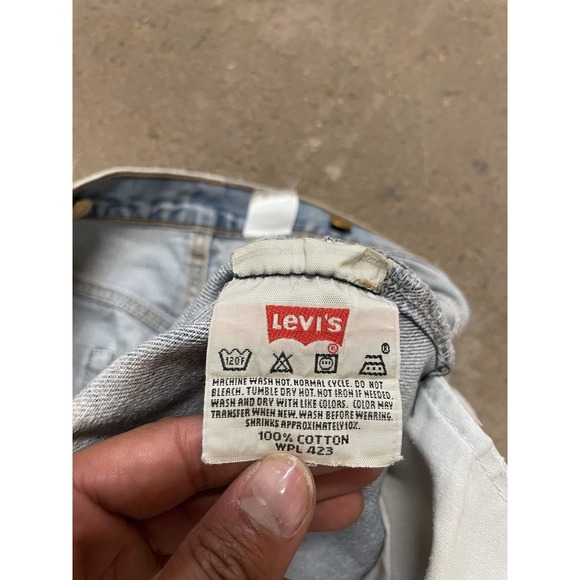 LEVI'S
®
120F
MACHINE WASH HOT. NORMAL CYCLE. DO NOT
BLEACH. TUMBLE DRY HOT. HOT IRON IF NEEDED.
WASH AND DRY WITH LIKE COLORS. COLOR MAY
TRANSFER WHEN NEW. WASH BEFORE WEARING.
SHRINKS APPROXIMATELY 10%.
100% COTTON
WPL 423